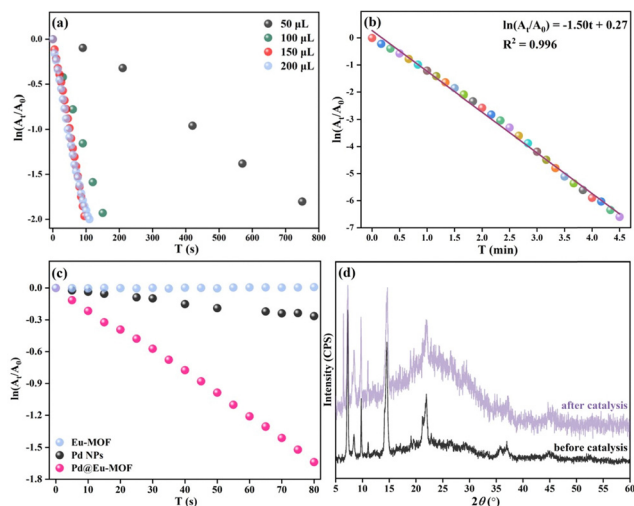 (a)
50 μL
100 μL
150 μL
200 μL
0.0
-0.5
-1.0
-1.5
-2.0
ln(At/A0)
0 100 200 300 400 500 600 700 800
T (s)
(b)
ln(At/A0) = -1.50t + 0.27
R² = 0.996
0
-1
-2
-3
-4
-5
-6
-7
ln(At/A0)
0.0 0.5 1.0 1.5 2.0 2.5 3.0 3.5 4.0 4.5
T (min)
(c)
0.0
-0.3
-0.6
-0.9
-1.2
-1.5
-1.8
ln(At/A0)
Eu-MOF
Pd NPs
Pd@Eu-MOF
0 10 20 30 40 50 60 70 80
T (s)
(d)
Intensity (CPS)
after catalysis
before catalysis
5 10 15 20 25 30 35 40 45 50 55 60
2θ (°)